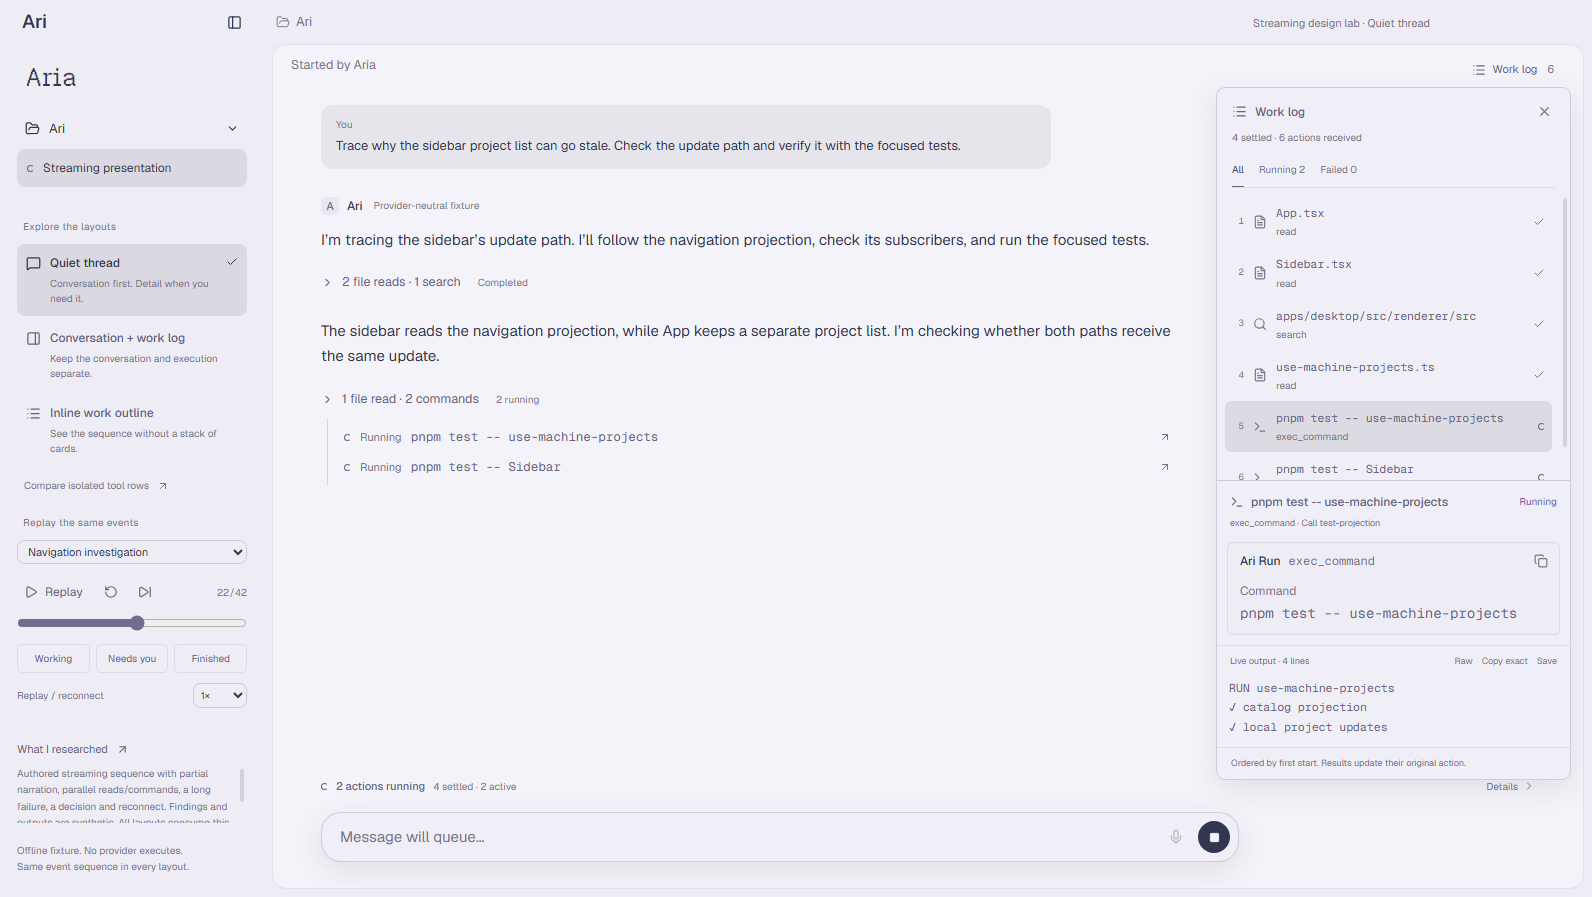 Ari
Aria
Ari
Streaming presentation
Explore the layouts
Quiet thread
Conversation first. Detail when you
need it.
Conversation + work log
Keep the conversation and execution
separate.
Inline work outline
See the sequence without a stack of
cards.
Compare isolated tool rows
Replay the same events
Navigation investigation
Replay
22/42
Working
Needs you
Finished
Replay / reconnect
1×
What I researched
Authored streaming sequence with partial
narration, parallel reads/commands, a long
failure, a decision and reconnect. Findings and
outputs are synthetic. All layouts consume this
Offline fixture. No provider executes.
Same event sequence in every layout.
Ari
Streaming design lab · Quiet thread
Started by Aria
Work log 6
You
Trace why the sidebar project list can go stale. Check the update path and verify it with the focused tests.
A Ari Provider-neutral fixture
I'm tracing the sidebar's update path. I'll follow the navigation projection, check its subscribers, and run the focused tests.
2 file reads · 1 search Completed
The sidebar reads the navigation projection, while App keeps a separate project list. I'm checking whether both paths receive
the same update.
1 file read · 2 commands 2 running
Running pnpm test -- use-machine-projects
Running pnpm test -- Sidebar
2 actions running 4 settled · 2 active
Details
Message will queue...
Work log
4 settled · 6 actions received
All Running 2 Failed 0
1 App.tsx
read
2 Sidebar.tsx
read
3 apps/desktop/src/renderer/src
search
4 use-machine-projects.ts
read
5 pnpm test -- use-machine-projects
exec_command
6 pnpm test -- Sidebar
pnpm test -- use-machine-projects Running
exec_command · Call test-projection
Ari Run exec_command
Command
pnpm test -- use-machine-projects
Live output · 4 lines Raw Copy exact Save
RUN use-machine-projects
✓ catalog projection
✓ local project updates
Ordered by first start. Results update their original action.